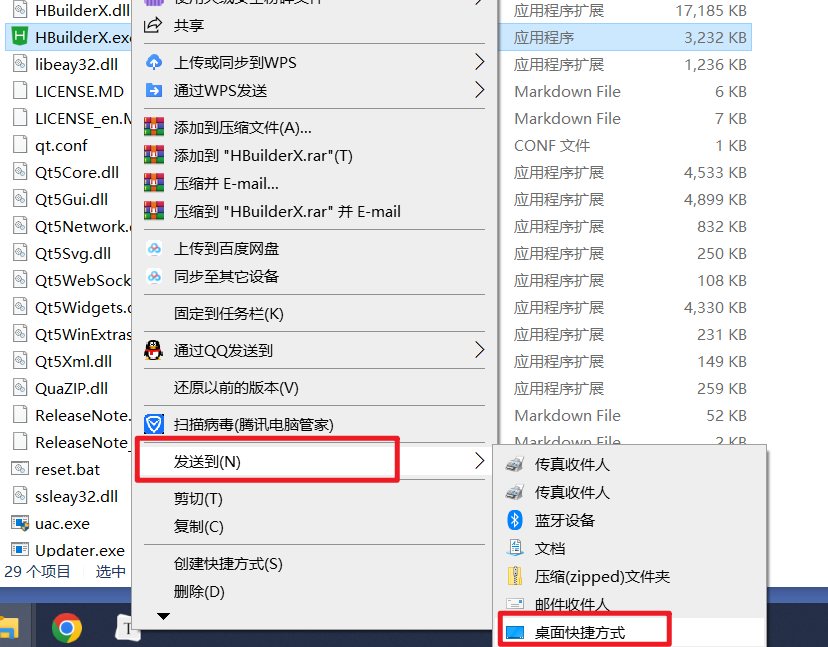 HBuilderX.dll
应用程序扩展
17,185 KB
共享
HBuilderX.exe
应用程序
3,232 KB
libeay32.dll
上传或同步到WPS
应用程序扩展
1,236 KB
LICENSE.MD
通过WPS发送
Markdown File
6 KB
LICENSE_en.M
添加到压缩文件(A)...
Markdown File
7 KB
qt.conf
添加到 "HBuilderX.rar"(T)
CONF 文件
1 KB
Qt5Core.dll
压缩并 E-mail...
应用程序扩展
4,533 KB
Qt5Gui.dll
压缩到 "HBuilderX.rar" 并 E-mail
应用程序扩展
4,899 KB
Qt5Network.
应用程序扩展
832 KB
Qt5Svg.dll
上传到百度网盘
应用程序扩展
250 KB
Qt5WebSock
同步至其它设备
应用程序扩展
108 KB
Qt5Widgets.
固定到任务栏(K)
应用程序扩展
4,330 KB
Qt5WinExtras
应用程序扩展
231 KB
Qt5Xml.dll
通过QQ发送到
应用程序扩展
149 KB
QuaZIP.dll
还原以前的版本(V)
应用程序扩展
259 KB
ReleaseNote.
扫描病毒(腾讯电脑管家)
Markdown File
52 KB
ReleaseNote_
Markdown File
2 KB
reset.bat
发送到(N)
传真收件人
ssleay32.dll
剪切(T)
传真收件人
uac.exe
复制(C)
蓝牙设备
Updater.exe
文档
29 个项目
选中
创建快捷方式(S)
压缩(zipped)文件夹
删除(D)
邮件收件人
桌面快捷方式